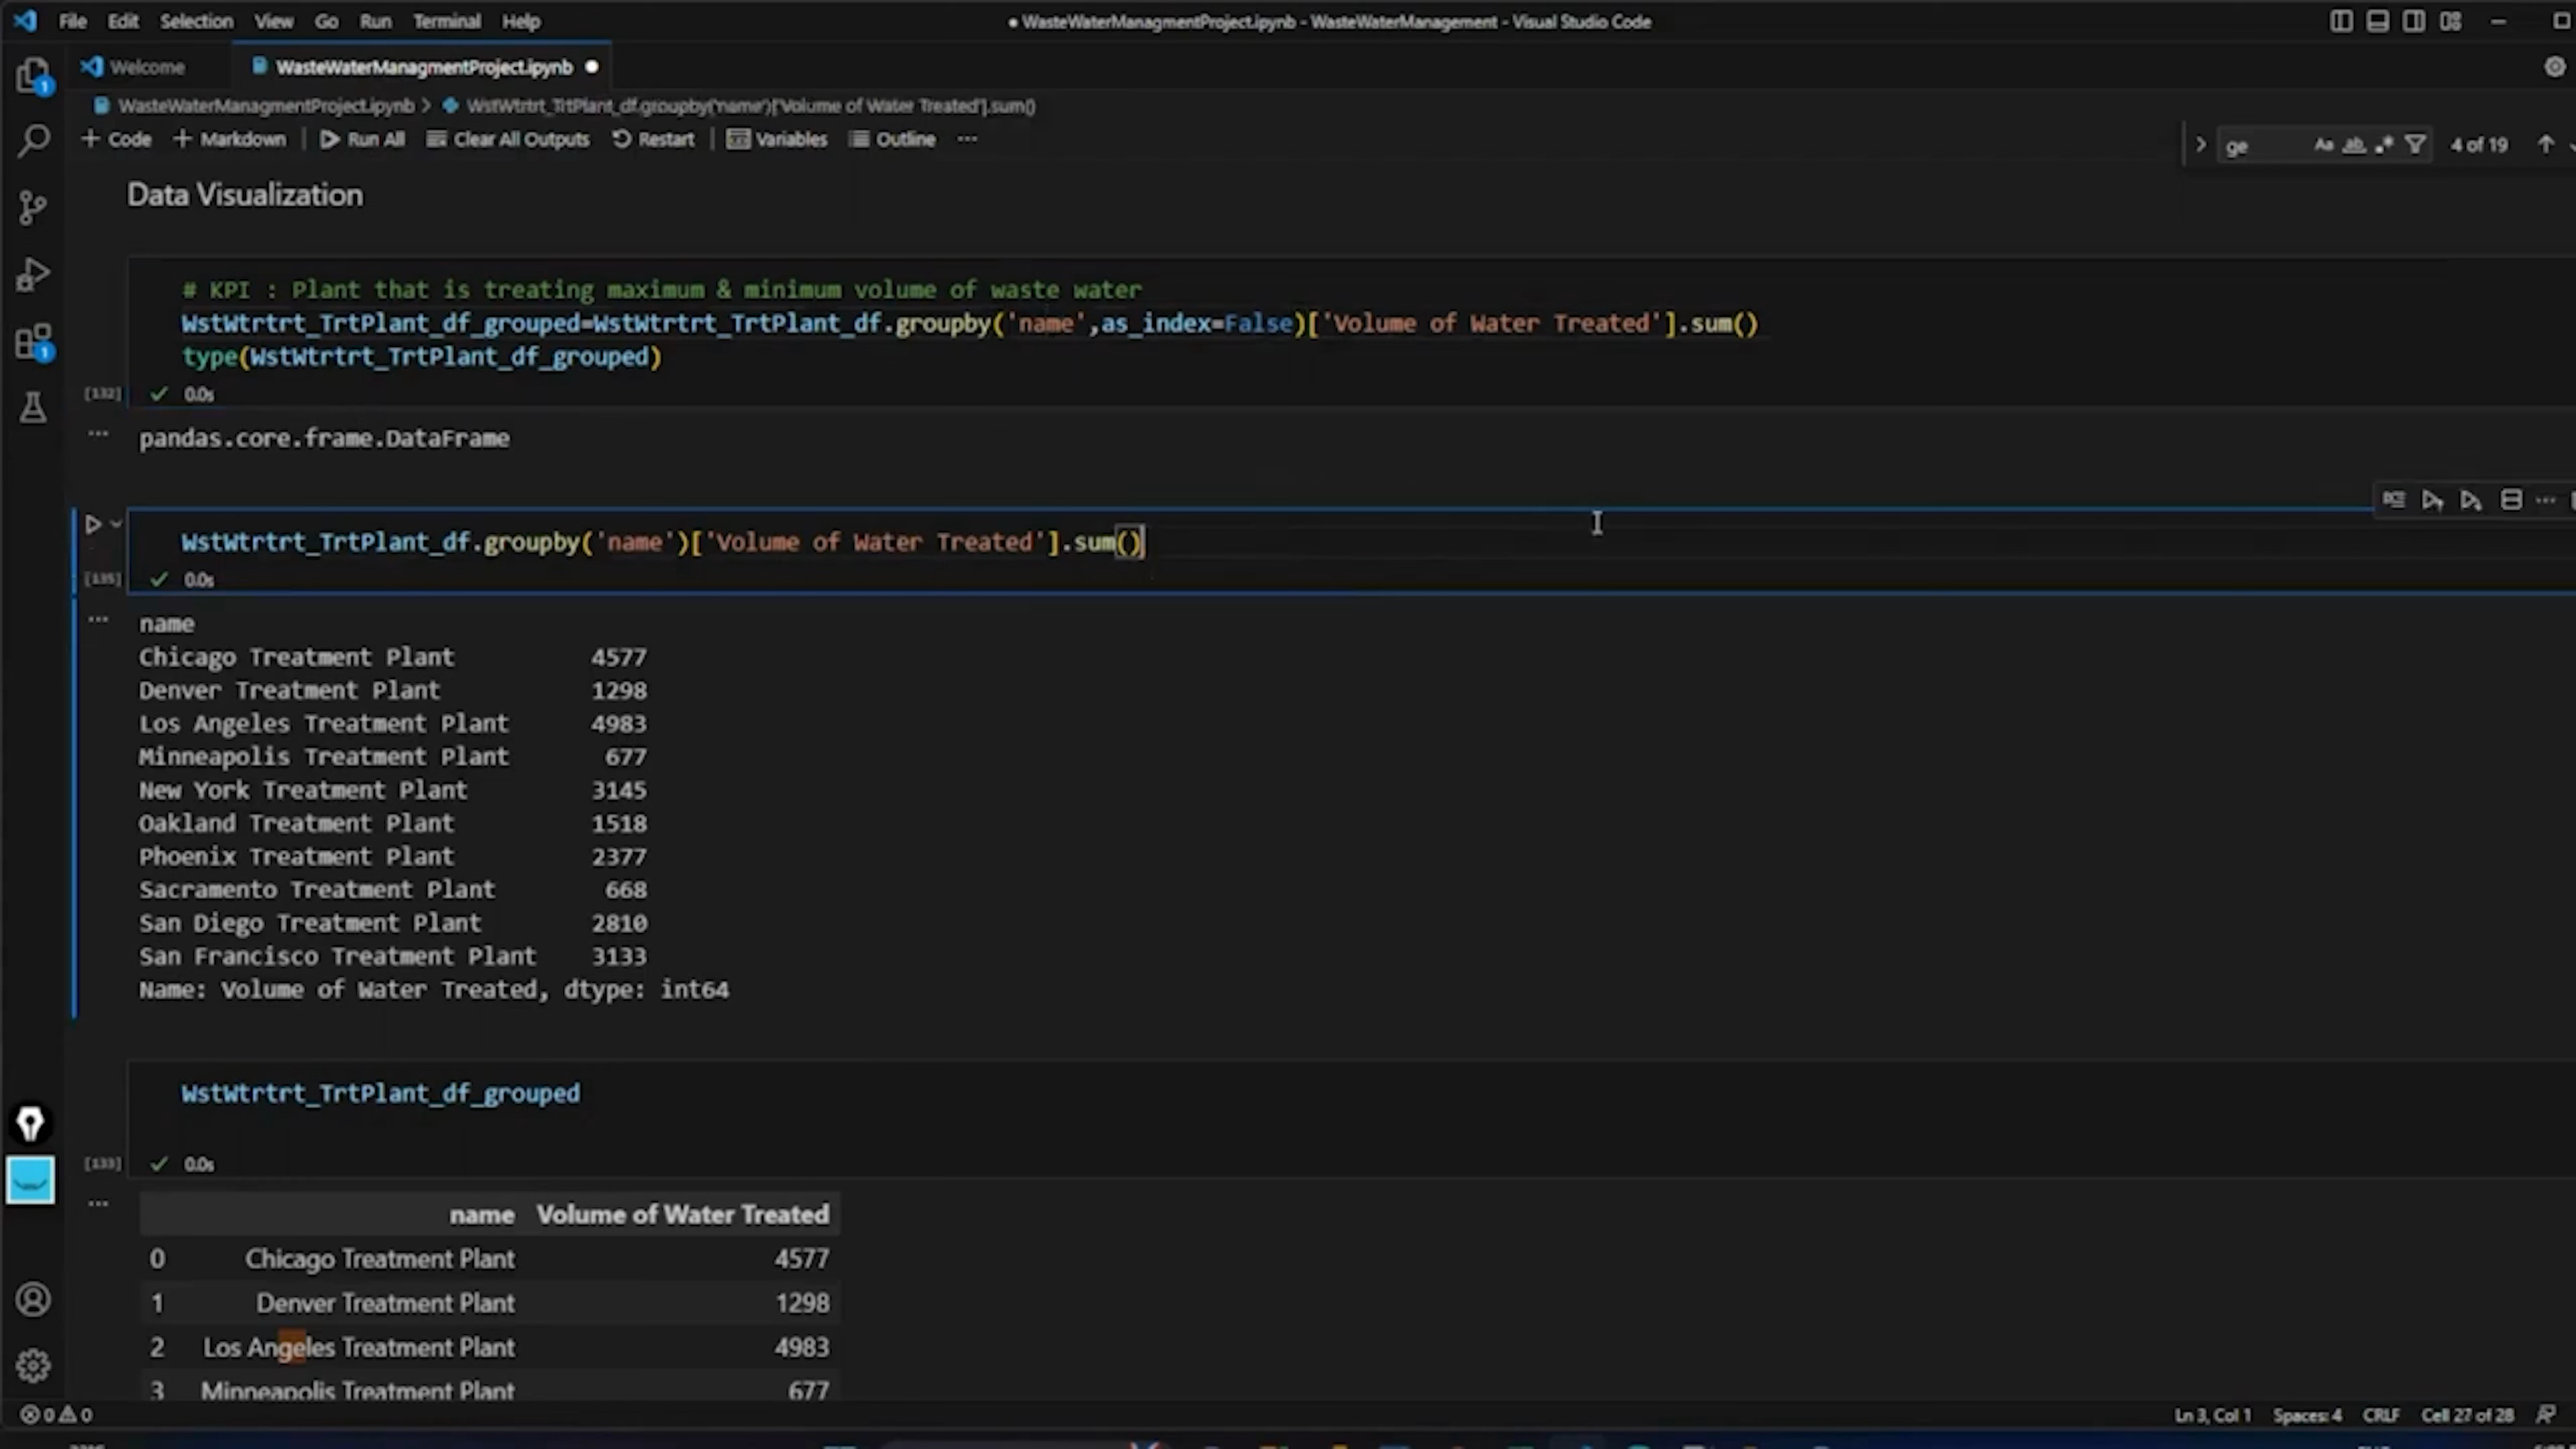 File Edit Selection View Go Run Terminal Help
● WasteWaterManagmentProject.ipynb - WasteWaterManagement - Visual Studio Code
Welcome
WasteWaterManagmentProject.ipynb ●
WasteWaterManagmentProject.ipynb > WstWtrtrt_TrtPlant_df.groupby('name')['Volume of Water Treated'].sum()
+ Code + Markdown | Run All Clear All Outputs Restart | Variables Outline ...
ge Aa ab 4 of 19
Data Visualization
# KPI : Plant that is treating maximum & minimum volume of waste water
WstWtrtrt_TrtPlant_df_grouped=WstWtrtrt_TrtPlant_df.groupby('name',as_index=False)['Volume of Water Treated'].sum()
type(WstWtrtrt_TrtPlant_df_grouped)
[132] 0.0s
... pandas.core.frame.DataFrame
WstWtrtrt_TrtPlant_df.groupby('name')['Volume of Water Treated'].sum()
[135] 0.0s
... name
Chicago Treatment Plant 4577
Denver Treatment Plant 1298
Los Angeles Treatment Plant 4983
Minneapolis Treatment Plant 677
New York Treatment Plant 3145
Oakland Treatment Plant 1518
Phoenix Treatment Plant 2377
Sacramento Treatment Plant 668
San Diego Treatment Plant 2810
San Francisco Treatment Plant 3133
Name: Volume of Water Treated, dtype: int64
WstWtrtrt_TrtPlant_df_grouped
[133] 0.0s
name Volume of Water Treated
0 Chicago Treatment Plant 4577
1 Denver Treatment Plant 1298
2 Los Angeles Treatment Plant 4983
3 Minneapolis Treatment Plant 677
0 0
Ln 3, Col 1 Spaces: 4 CRLF Cell 27 of 28